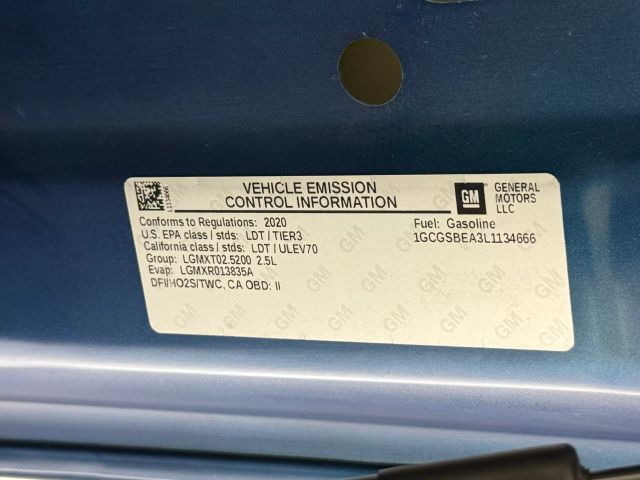 VEHICLE EMISSION
CONTROL INFORMATION
GM
GENERAL
MOTORS
LLC
Conforms to Regulations: 2020
U.S. EPA class / stds: LDT / TIER3
California class / stds: LDT / ULEV70
Group: LGMXT02.5200 2.5L
Evap: LGMXR013835A
DFI/HO2S/TWC, CA OBD: II
Fuel: Gasoline
1GCGSBEA3L1134666